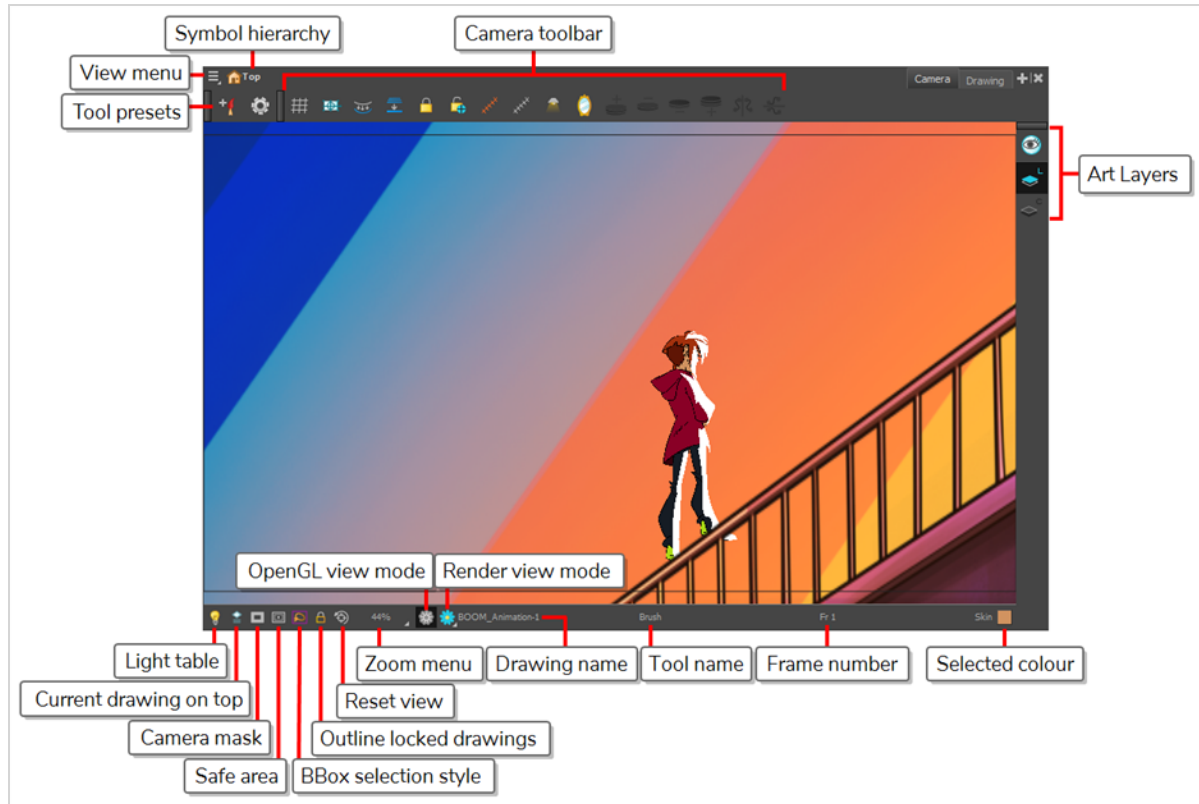 Symbol hierarchy
Camera toolbar
View menu
Top
Camera
Drawing
Tool presets
L
C
Art Layers
OpenGL view mode
Render view mode
44%
BOOM_Animation-1
Brush
Fr 1
Skin
Light table
Zoom menu
Drawing name
Tool name
Frame number
Selected colour
Current drawing on top
Reset view
Camera mask
Outline locked drawings
Safe area
BBox selection style